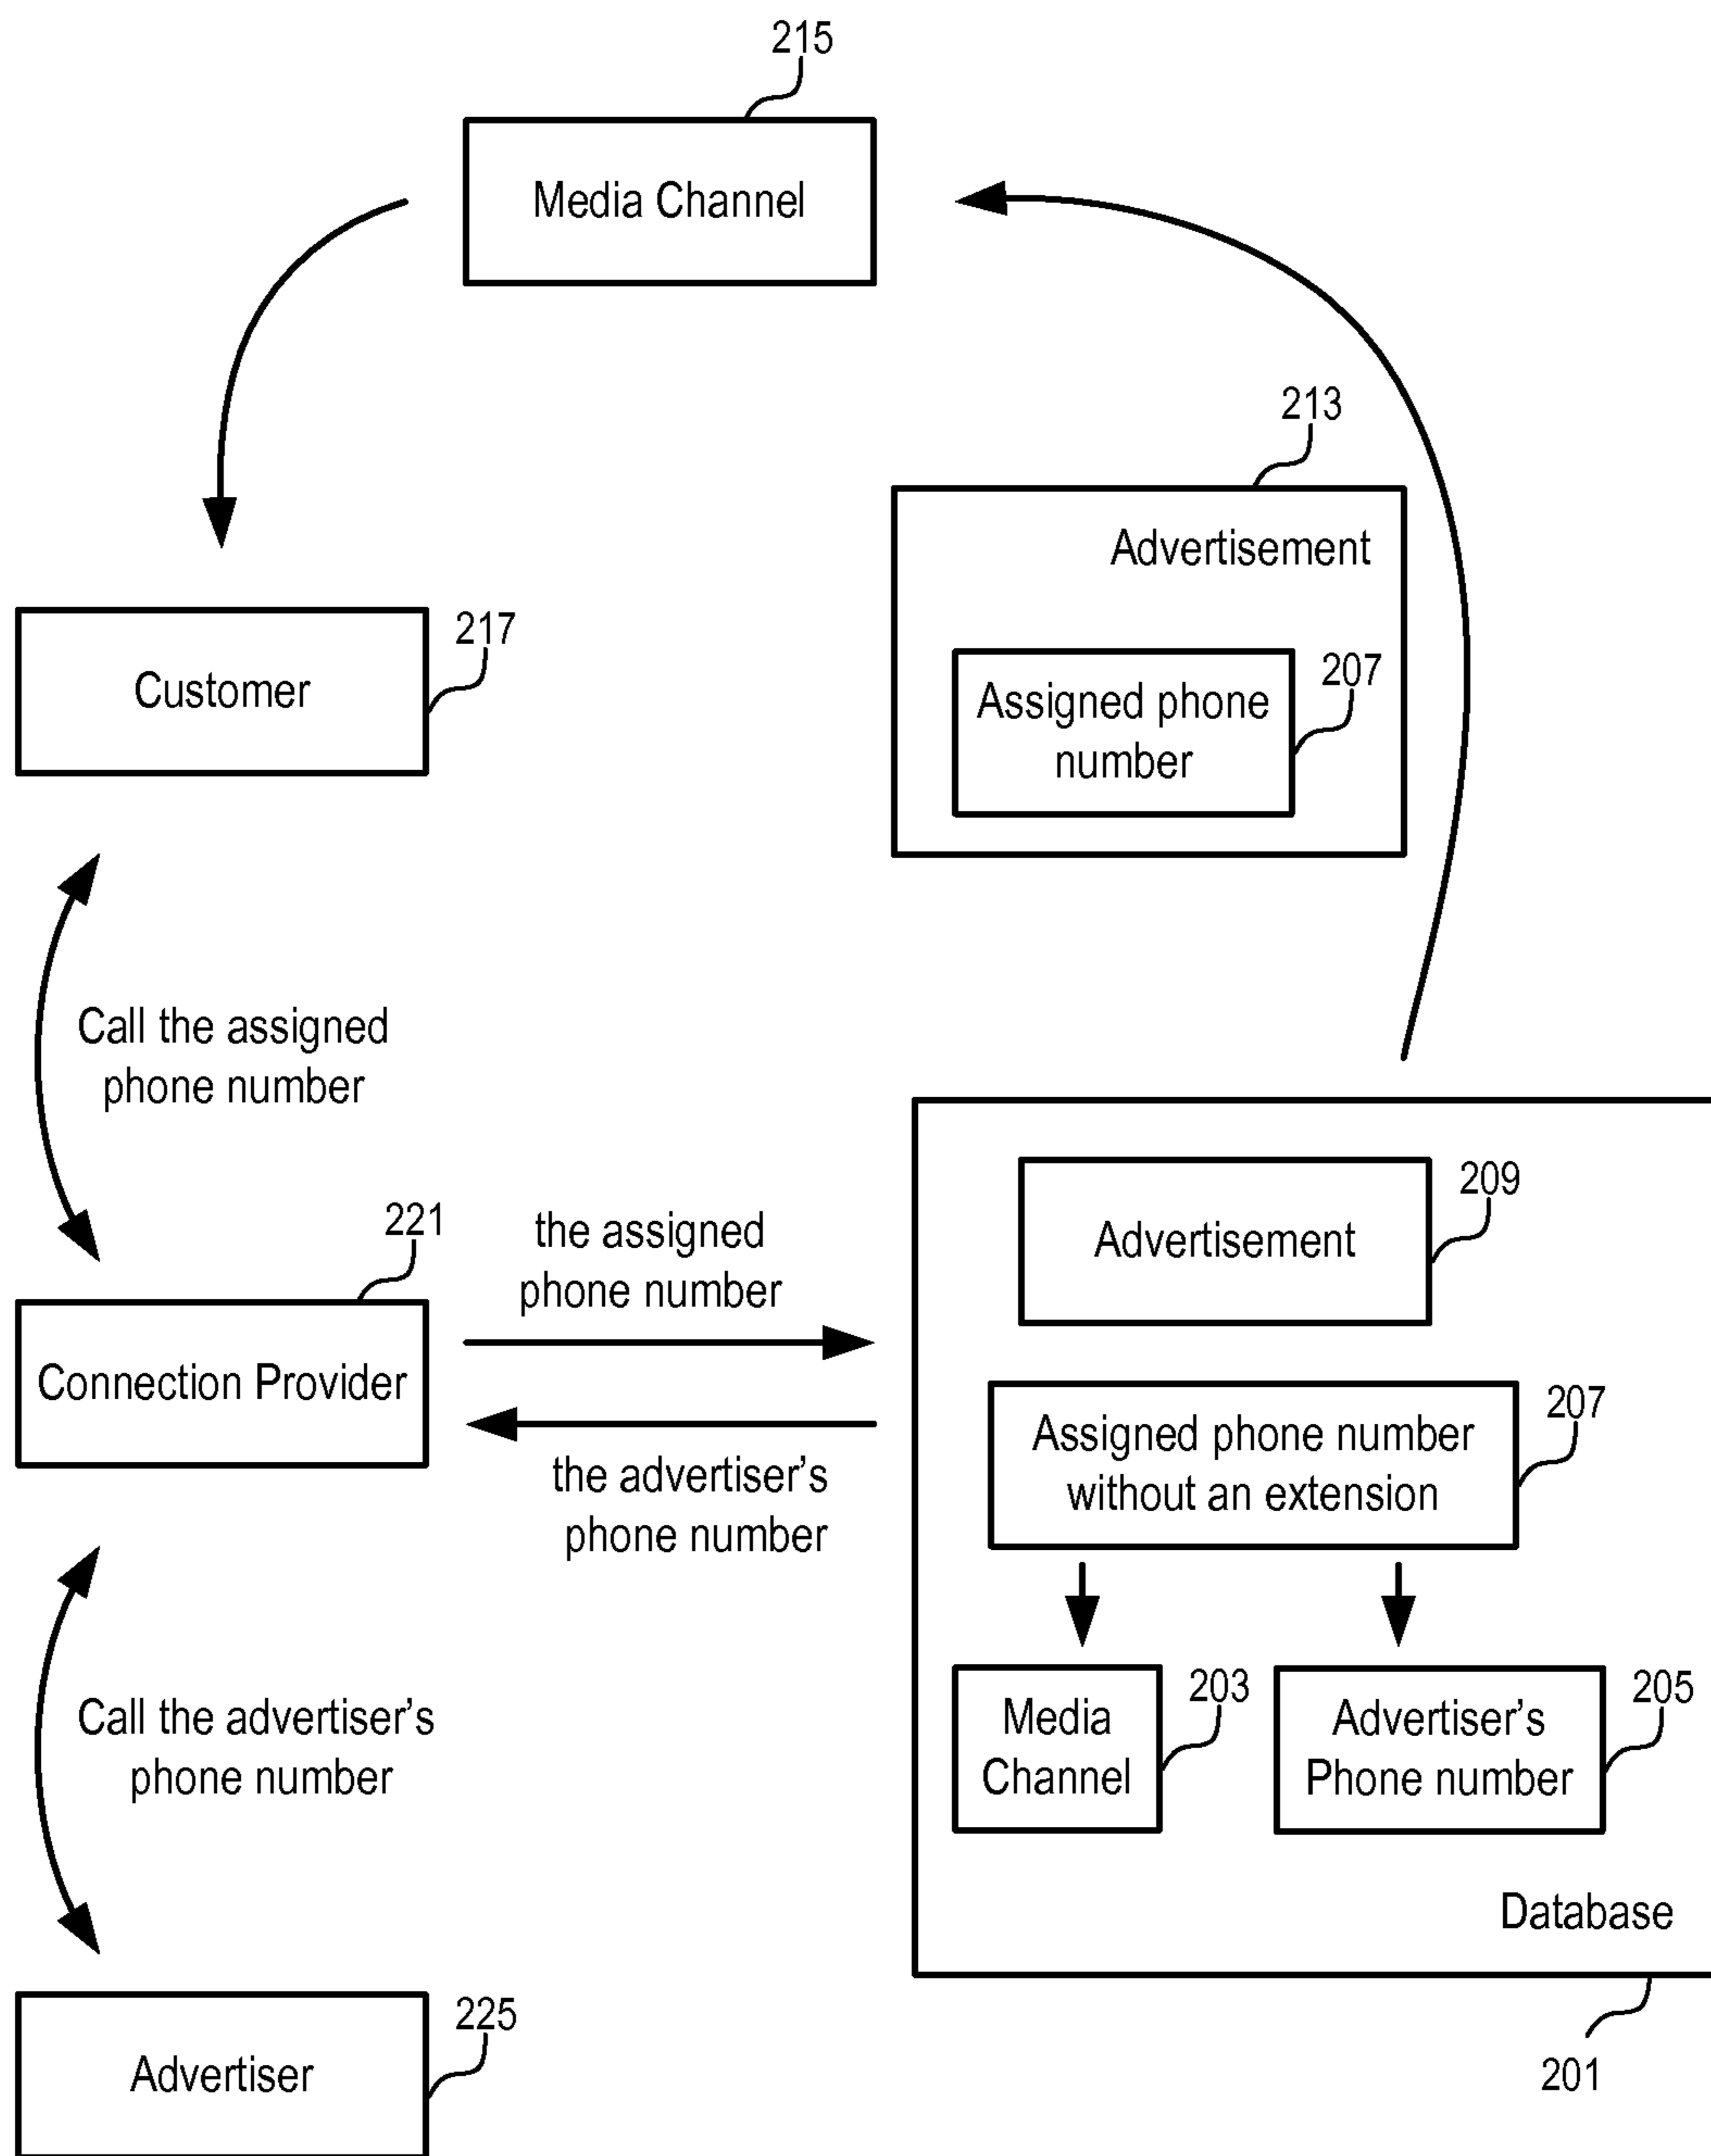 215
Media Channel
213
Advertisement
217
Customer
207
Assigned phone
number
Call the assigned
phone number
209
Advertisement
221
the assigned
phone number
Connection Provider
207
Assigned phone number
without an extension
the advertiser's
phone number
203
Media
Channel
205
Advertiser's
Phone number
Call the advertiser's
phone number
Database
225
Advertiser
201